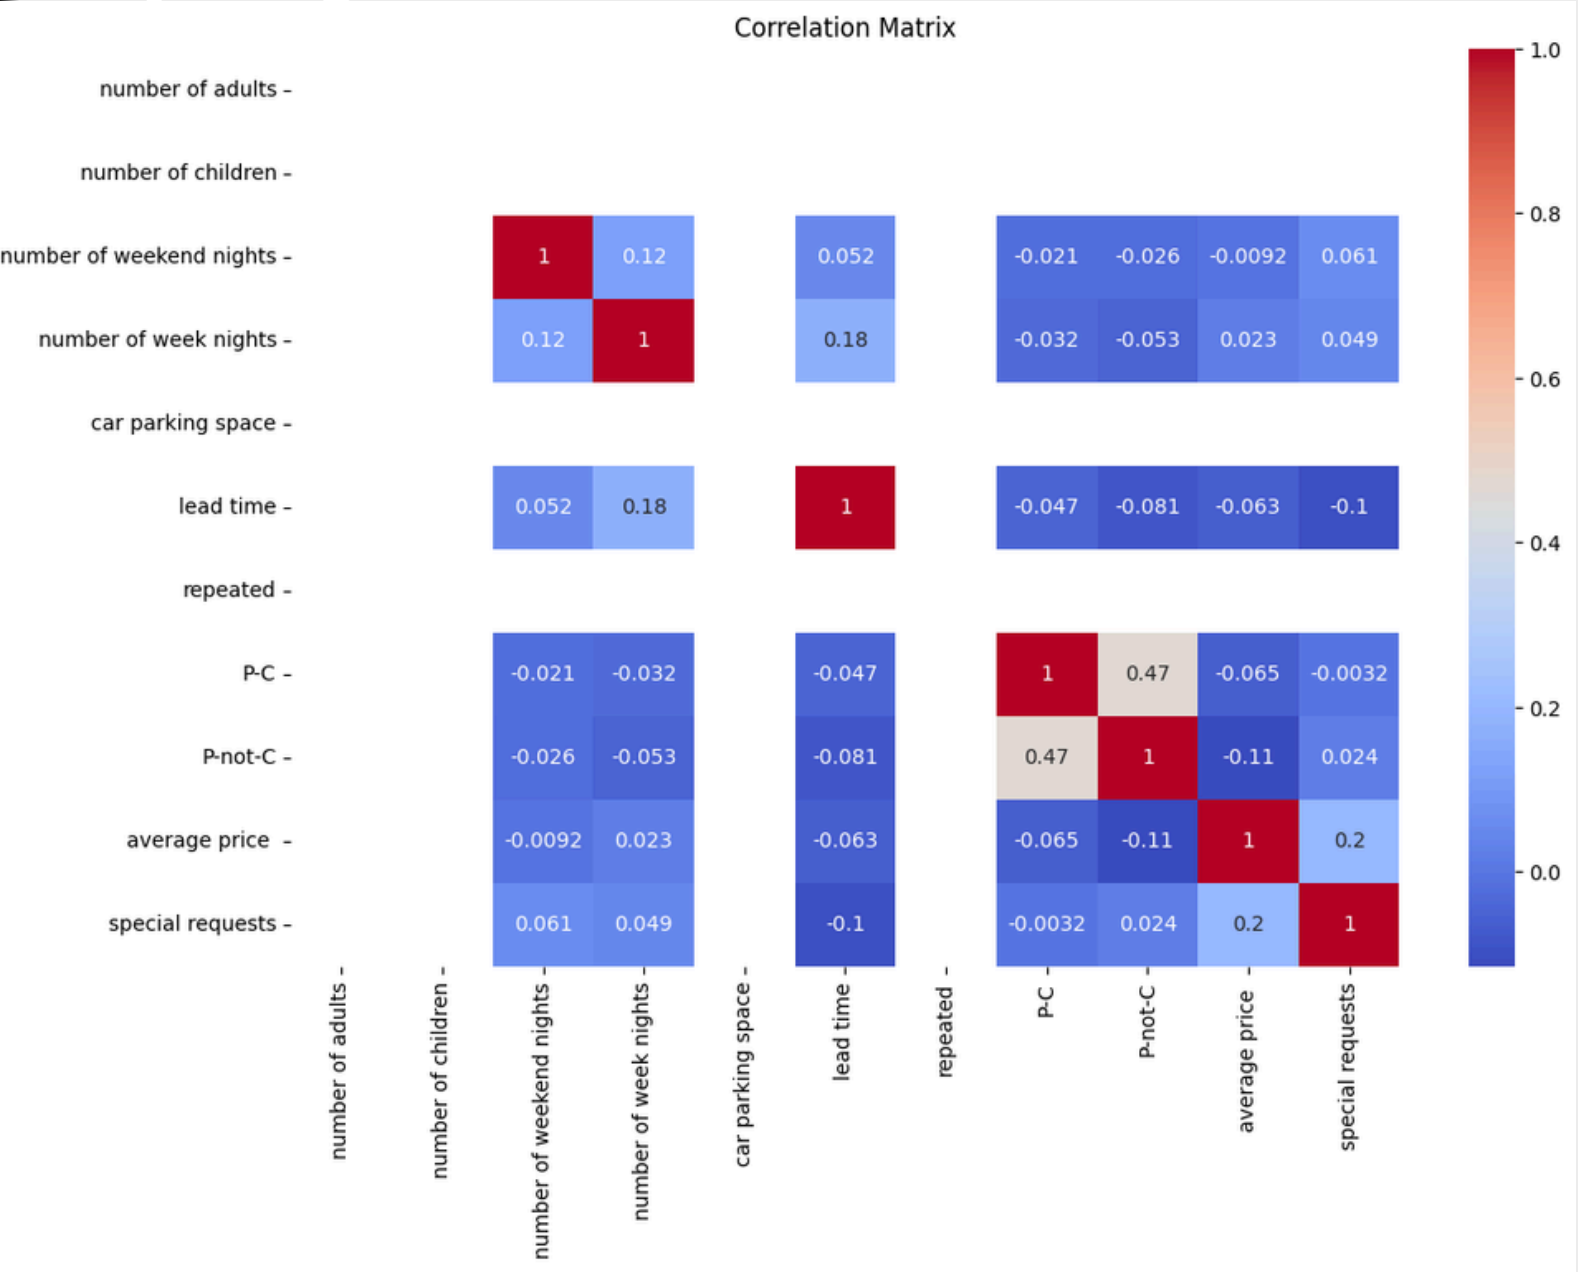 Correlation Matrix
number of adults
number of children
number of weekend nights 1 0.12 0.052 -0.021 -0.026 -0.0092 0.061
number of week nights 0.12 1 0.18 -0.032 -0.053 0.023 0.049
car parking space
lead time 0.052 0.18 1 -0.047 -0.081 -0.063 -0.1
repeated
P-C -0.021 -0.032 -0.047 1 0.47 -0.065 -0.0032
P-not-C -0.026 -0.053 -0.081 0.47 1 -0.11 0.024
average price -0.0092 0.023 -0.063 -0.065 -0.11 1 0.2
special requests 0.061 0.049 -0.1 -0.0032 0.024 0.2 1
number of adults
number of children
number of weekend nights
number of week nights
car parking space
lead time
repeated
P-C
P-not-C
average price
special requests
1.0
0.8
0.6
0.4
0.2
0.0